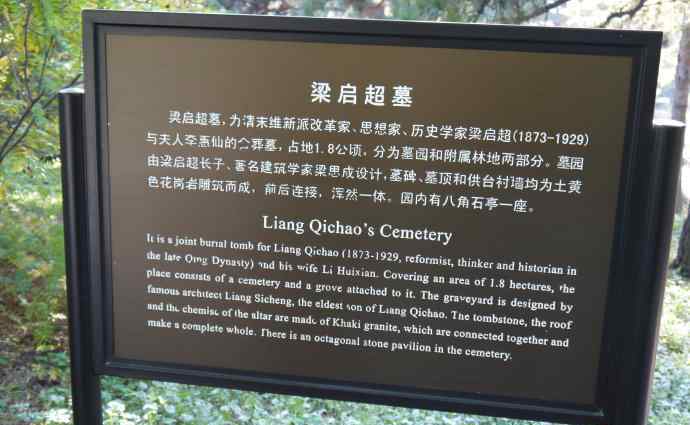 梁启超墓
梁启超墓，为清末维新派改革家、思想家、历史学家梁启超(1873-1929)
与夫人李惠仙的合葬墓，占地1.8公顷，分为墓园和附属林地两部分。墓园
由梁启超长子、著名建筑学家梁思成设计，墓碑、墓顶和供台衬墙均为土黄
色花岗岩雕筑而成，前后连接，浑然一体。园内有八角石亭一座。
Liang Qichao's Cemetery
It is a joint burral tomb for Liang Qichao (1873-1929, reformist, thinker and historian in
the late Qing Dynasty) and his wife Li Huixian. Covering an area of 1.8 hectares, the
place consists of a cemetery and a grove attached to it. The graveyard is designed by
famous architect Liang Sicheng, the eldest son of Liang Qichao. The tombstone, the roof
and the chemise of the altar are made of Khaki granite, which are connected together and
make a complete whole. There is an octagonal stone pavilion in the cemetery.